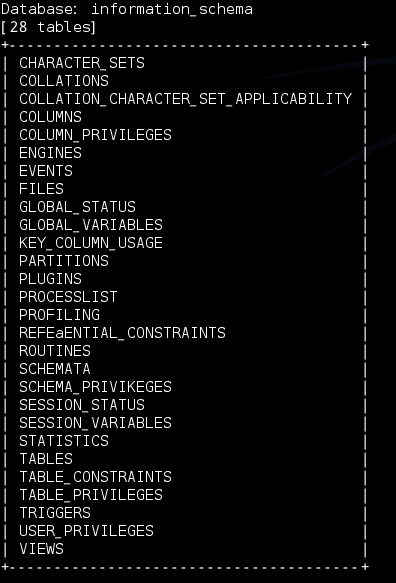 Database: information_schema
[28 tables]
+---------------------------------------+
| CHARACTER_SETS |
| COLLATIONS |
| COLLATION_CHARACTER_SET_APPLICABILITY |
| COLUMNS |
| COLUMN_PRIVILEGES |
| ENGINES |
| EVENTS |
| FILES |
| GLOBAL_STATUS |
| GLOBAL_VARIABLES |
| KEY_COLUMN_USAGE |
| PARTITIONS |
| PLUGINS |
| PROCESSLIST |
| PROFILING |
| REFEaENTIAL_CONSTRAINTS |
| ROUTINES |
| SCHEMATA |
| SCHEMA_PRIVIKEGES |
| SESSION_STATUS |
| SESSION_VARIABLES |
| STATISTICS |
| TABLES |
| TABLE_CONSTRAINTS |
| TABLE_PRIVILEGES |
| TRIGGERS |
| USER_PRIVILEGES |
| VIEWS |
+---------------------------------------+